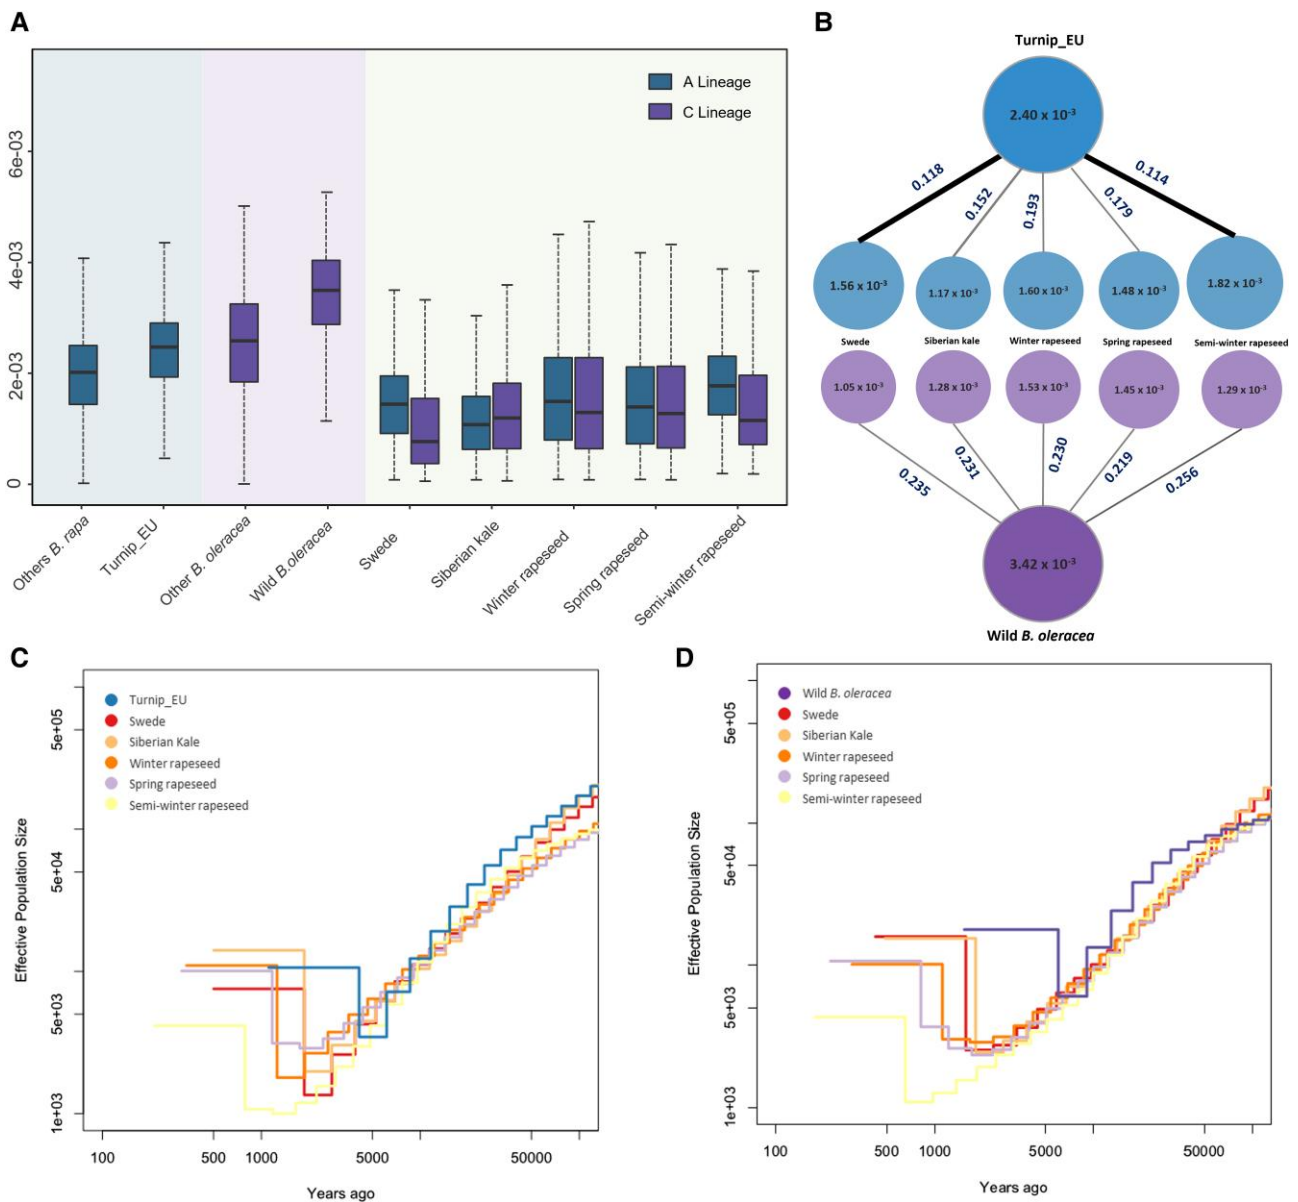 A
A Lineage
C Lineage
6e-03
4e-03
2e-03
0
Others B. rapa
Turnip_EU
Other B. oleracea
Wild B.oleracea
Swede
Siberian kale
Winter rapeseed
Spring rapeseed
Semi-winter rapeseed
B
Turnip_EU
2.40 x 10⁻³
0.118
0.152
0.193
0.179
0.114
1.56 x 10⁻³
1.17 x 10⁻³
1.60 x 10⁻³
1.48 x 10⁻³
1.82 x 10⁻³
Swede
Siberian kale
Winter rapeseed
Spring rapeseed
Semi-winter rapeseed
1.05 x 10⁻³
1.28 x 10⁻³
1.53 x 10⁻³
1.45 x 10⁻³
1.29 x 10⁻³
0.235
0.231
0.230
0.219
0.256
3.42 x 10⁻³
Wild B. oleracea
C
Turnip_EU
Swede
Siberian Kale
Winter rapeseed
Spring rapeseed
Semi-winter rapeseed
Effective Population Size
5e+05
5e+04
5e+03
1e+03
100
500
1000
5000
50000
Years ago
D
Wild B. oleracea
Swede
Siberian Kale
Winter rapeseed
Spring rapeseed
Semi-winter rapeseed
Effective Population Size
5e+05
5e+04
5e+03
1e+03
100
500
1000
5000
50000
Years ago